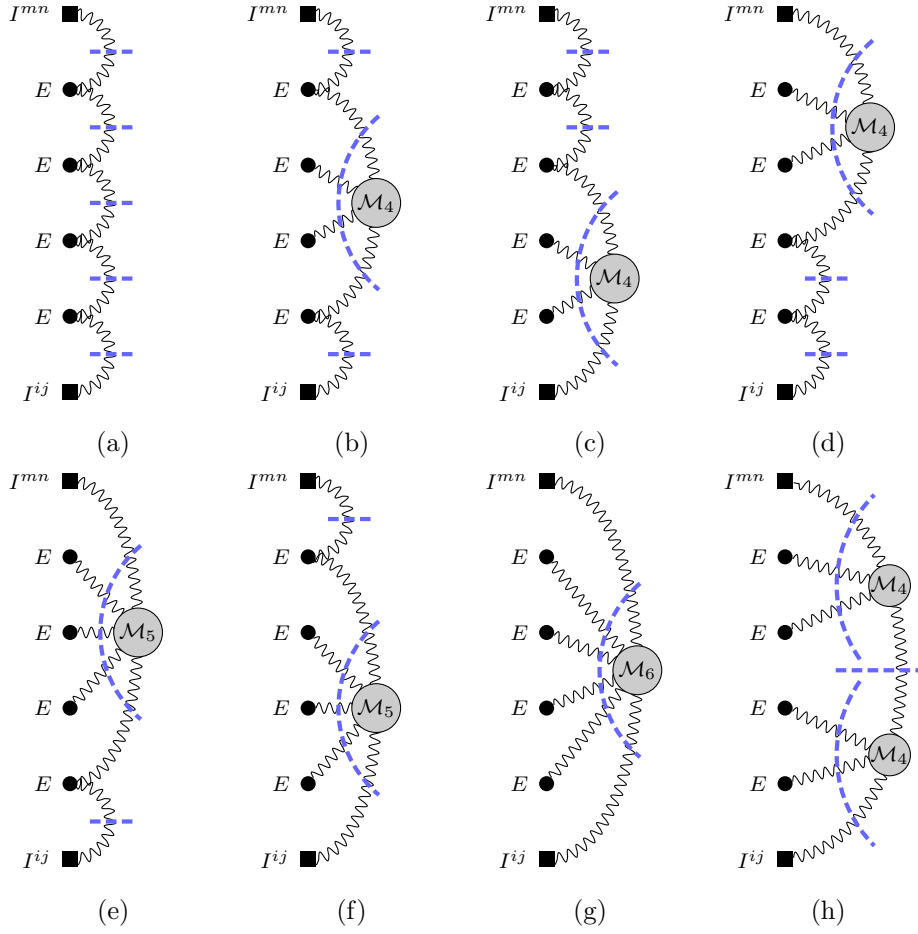 I^{mn} I^{mn} I^{mn} I^{mn}
E E E E
E M_4 E
E E E M_4
E M_4 E E E
E E M_4 E
E E E E
I^{ij} I^{ij} I^{ij} I^{ij}
(a) (b) (c) (d)
I^{mn} I^{mn} I^{mn} I^{mn}
E E E E M_4
E M_5 E E E
M_6
E E M_5 E E M_4
E E E E
I^{ij} I^{ij} I^{ij} I^{ij}
(e) (f) (g) (h)